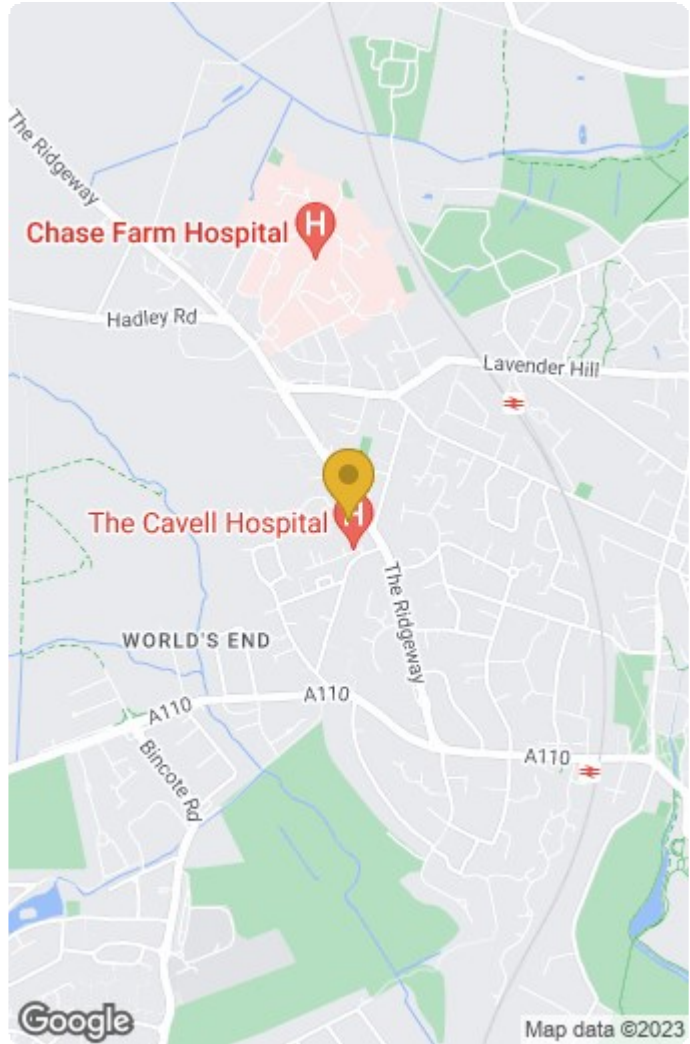 The Ridgeway
Chase Farm Hospital
H
Hadley Rd
Lavender Hill
The Cavell Hospital
H
The Ridgeway
WORLD'S END
A110
A110
A110
Bincote Rd
Google
Map data ©2023